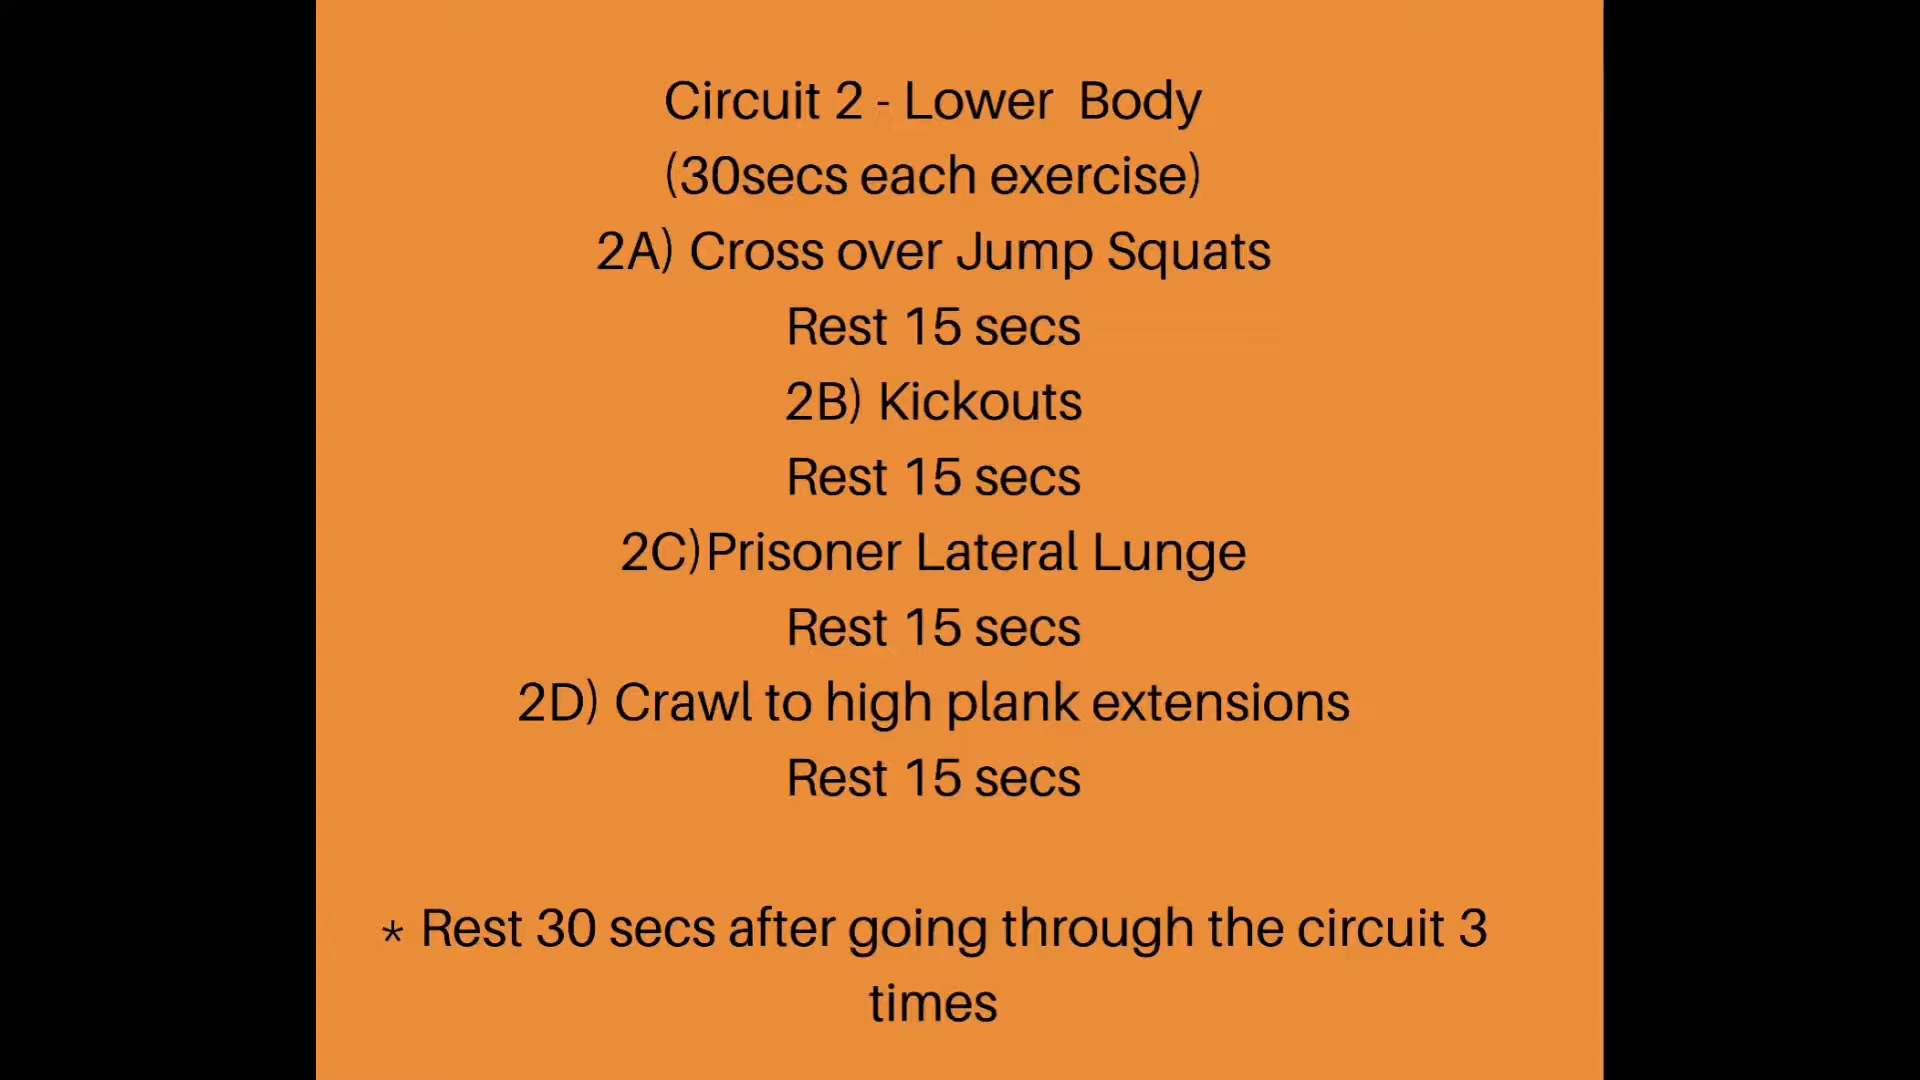 Circuit 2 - Lower  Body
(30secs each exercise)
2A) Cross over Jump Squats
Rest 15 secs
2B) Kickouts
Rest 15 secs
2C)Prisoner Lateral Lunge
Rest 15 secs
2D) Crawl to high plank extensions
Rest 15 secs
* Rest 30 secs after going through the circuit 3
times